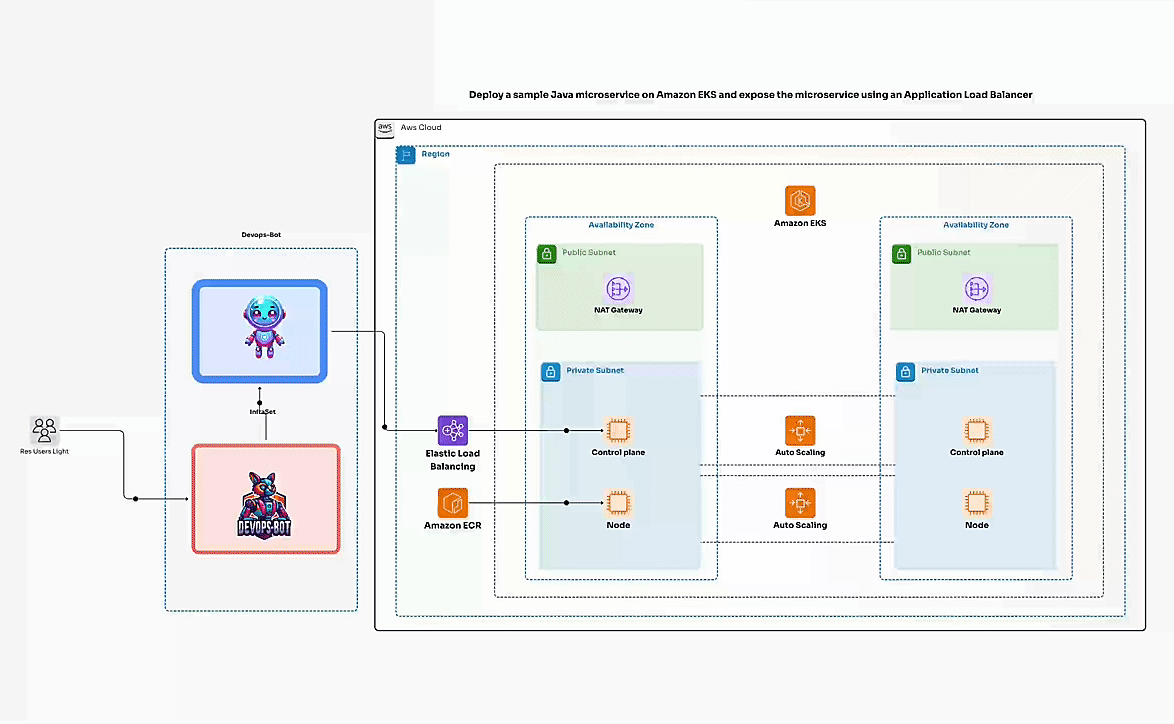 Deploy a sample Java microservice on Amazon EKS and expose the microservice using an Application Load Balancer
aws
Aws Cloud
Region
Amazon EKS
Availability Zone
Availability Zone
Devops-Bot
Public Subnet
Public Subnet
NAT Gateway
NAT Gateway
Private Subnet
Private Subnet
InfraSet
Res Users Light
Elastic Load
Balancing
Control plane
Auto Scaling
Control plane
DEVOPS-BOT
Amazon ECR
Node
Auto Scaling
Node